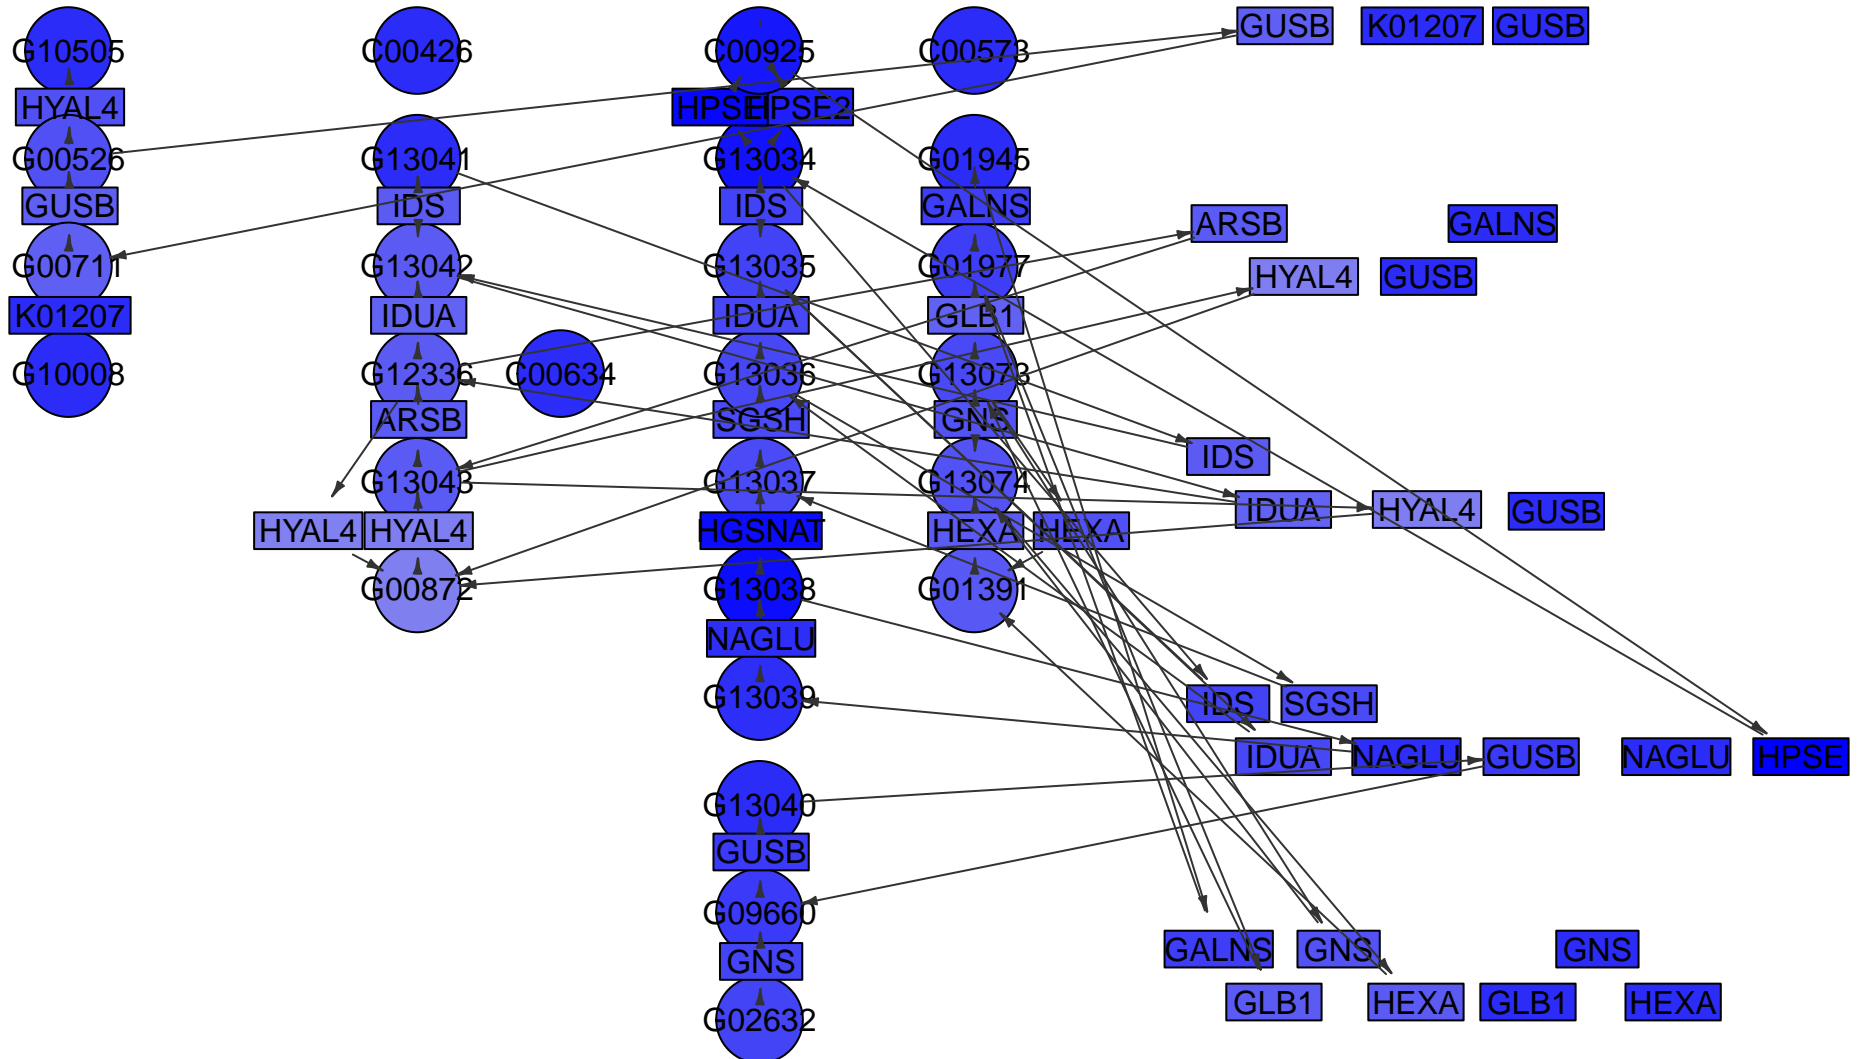 G10505 C00426 C00925 C00573 GUSB K01207 GUSB
HYAL4 HPSE HPSE2
G00526 G13041 G13034 G01945
GUSB IDS IDS GALNS ARSB GALNS
G00711 G13042 G13035 G01977 HYAL4 GUSB
K01207 IDUA IDUA GLB1
G10008 G12336 C00634 G13036 G13073
ARSB SGSH GNS
IDS
G13043 G13037 G13074
IDUA HYAL4 GUSB
HYAL4 HYAL4 HGSNAT HEXA HEXA
G00872 G13038 G01391
NAGLU
G13039 IDS SGSH
IDUA NAGLU GUSB NAGLU HPSE
G13040
GUSB
G09660
GALNS GNS GNS
GNS
GLB1 HEXA GLB1 HEXA
G02632